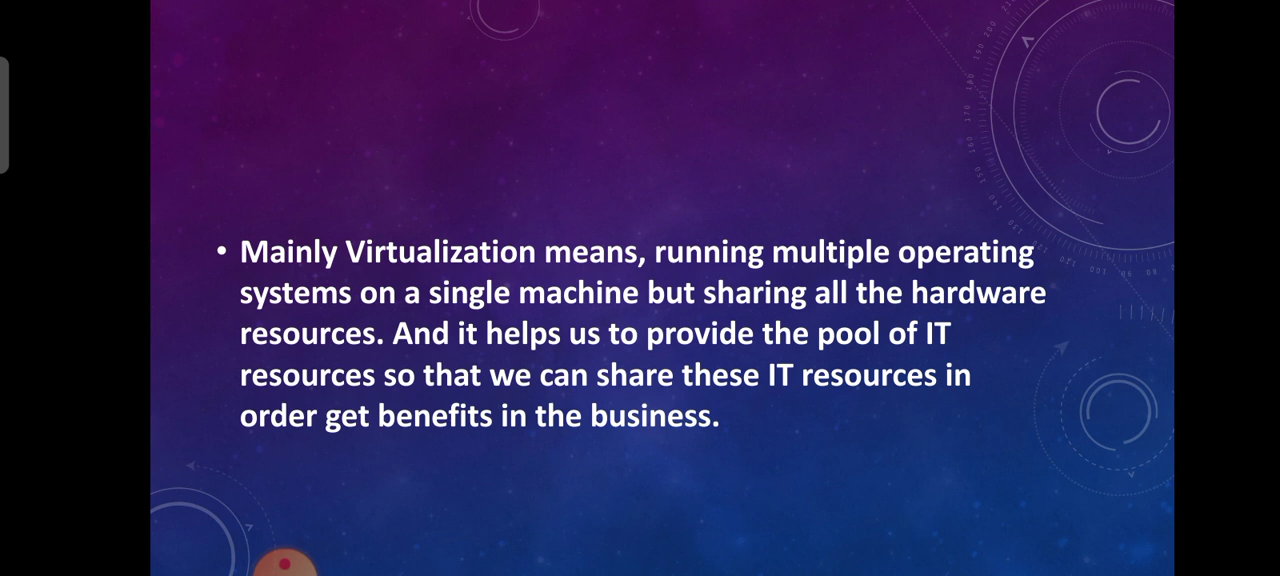 • Mainly Virtualization means, running multiple operating
systems on a single machine but sharing all the hardware
resources. And it helps us to provide the pool of IT
resources so that we can share these IT resources in
order get benefits in the business.